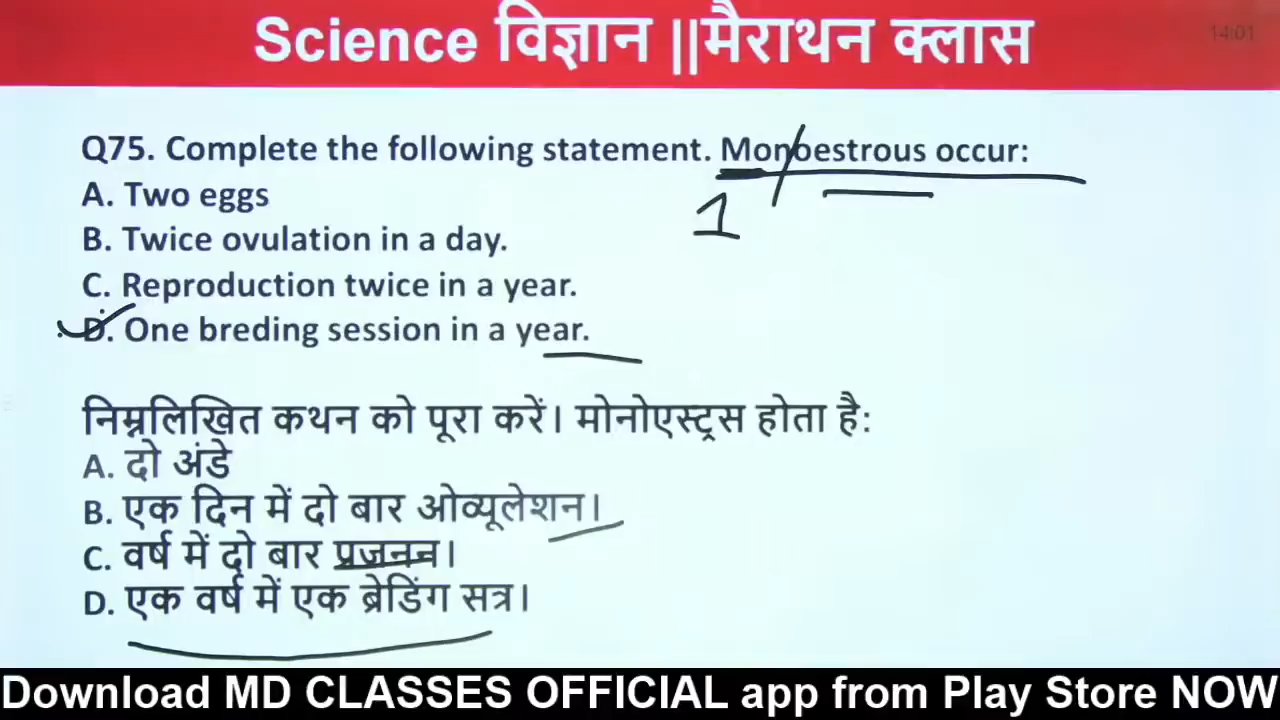 Science विज्ञान ||मैराथन क्लास
14:01
Q75. Complete the following statement. Monoestrous occur:
1
A. Two eggs
B. Twice ovulation in a day.
C. Reproduction twice in a year.
D. One breding session in a year.
निम्नलिखित कथन को पूरा करें। मोनोएस्ट्रस होता है:
A. दो अंडे
B. एक दिन में दो बार ओव्यूलेशन।
C. वर्ष में दो बार प्रजनन।
D. एक वर्ष में एक ब्रेडिंग सत्र।
Download MD CLASSES OFFICIAL app from Play Store NOW